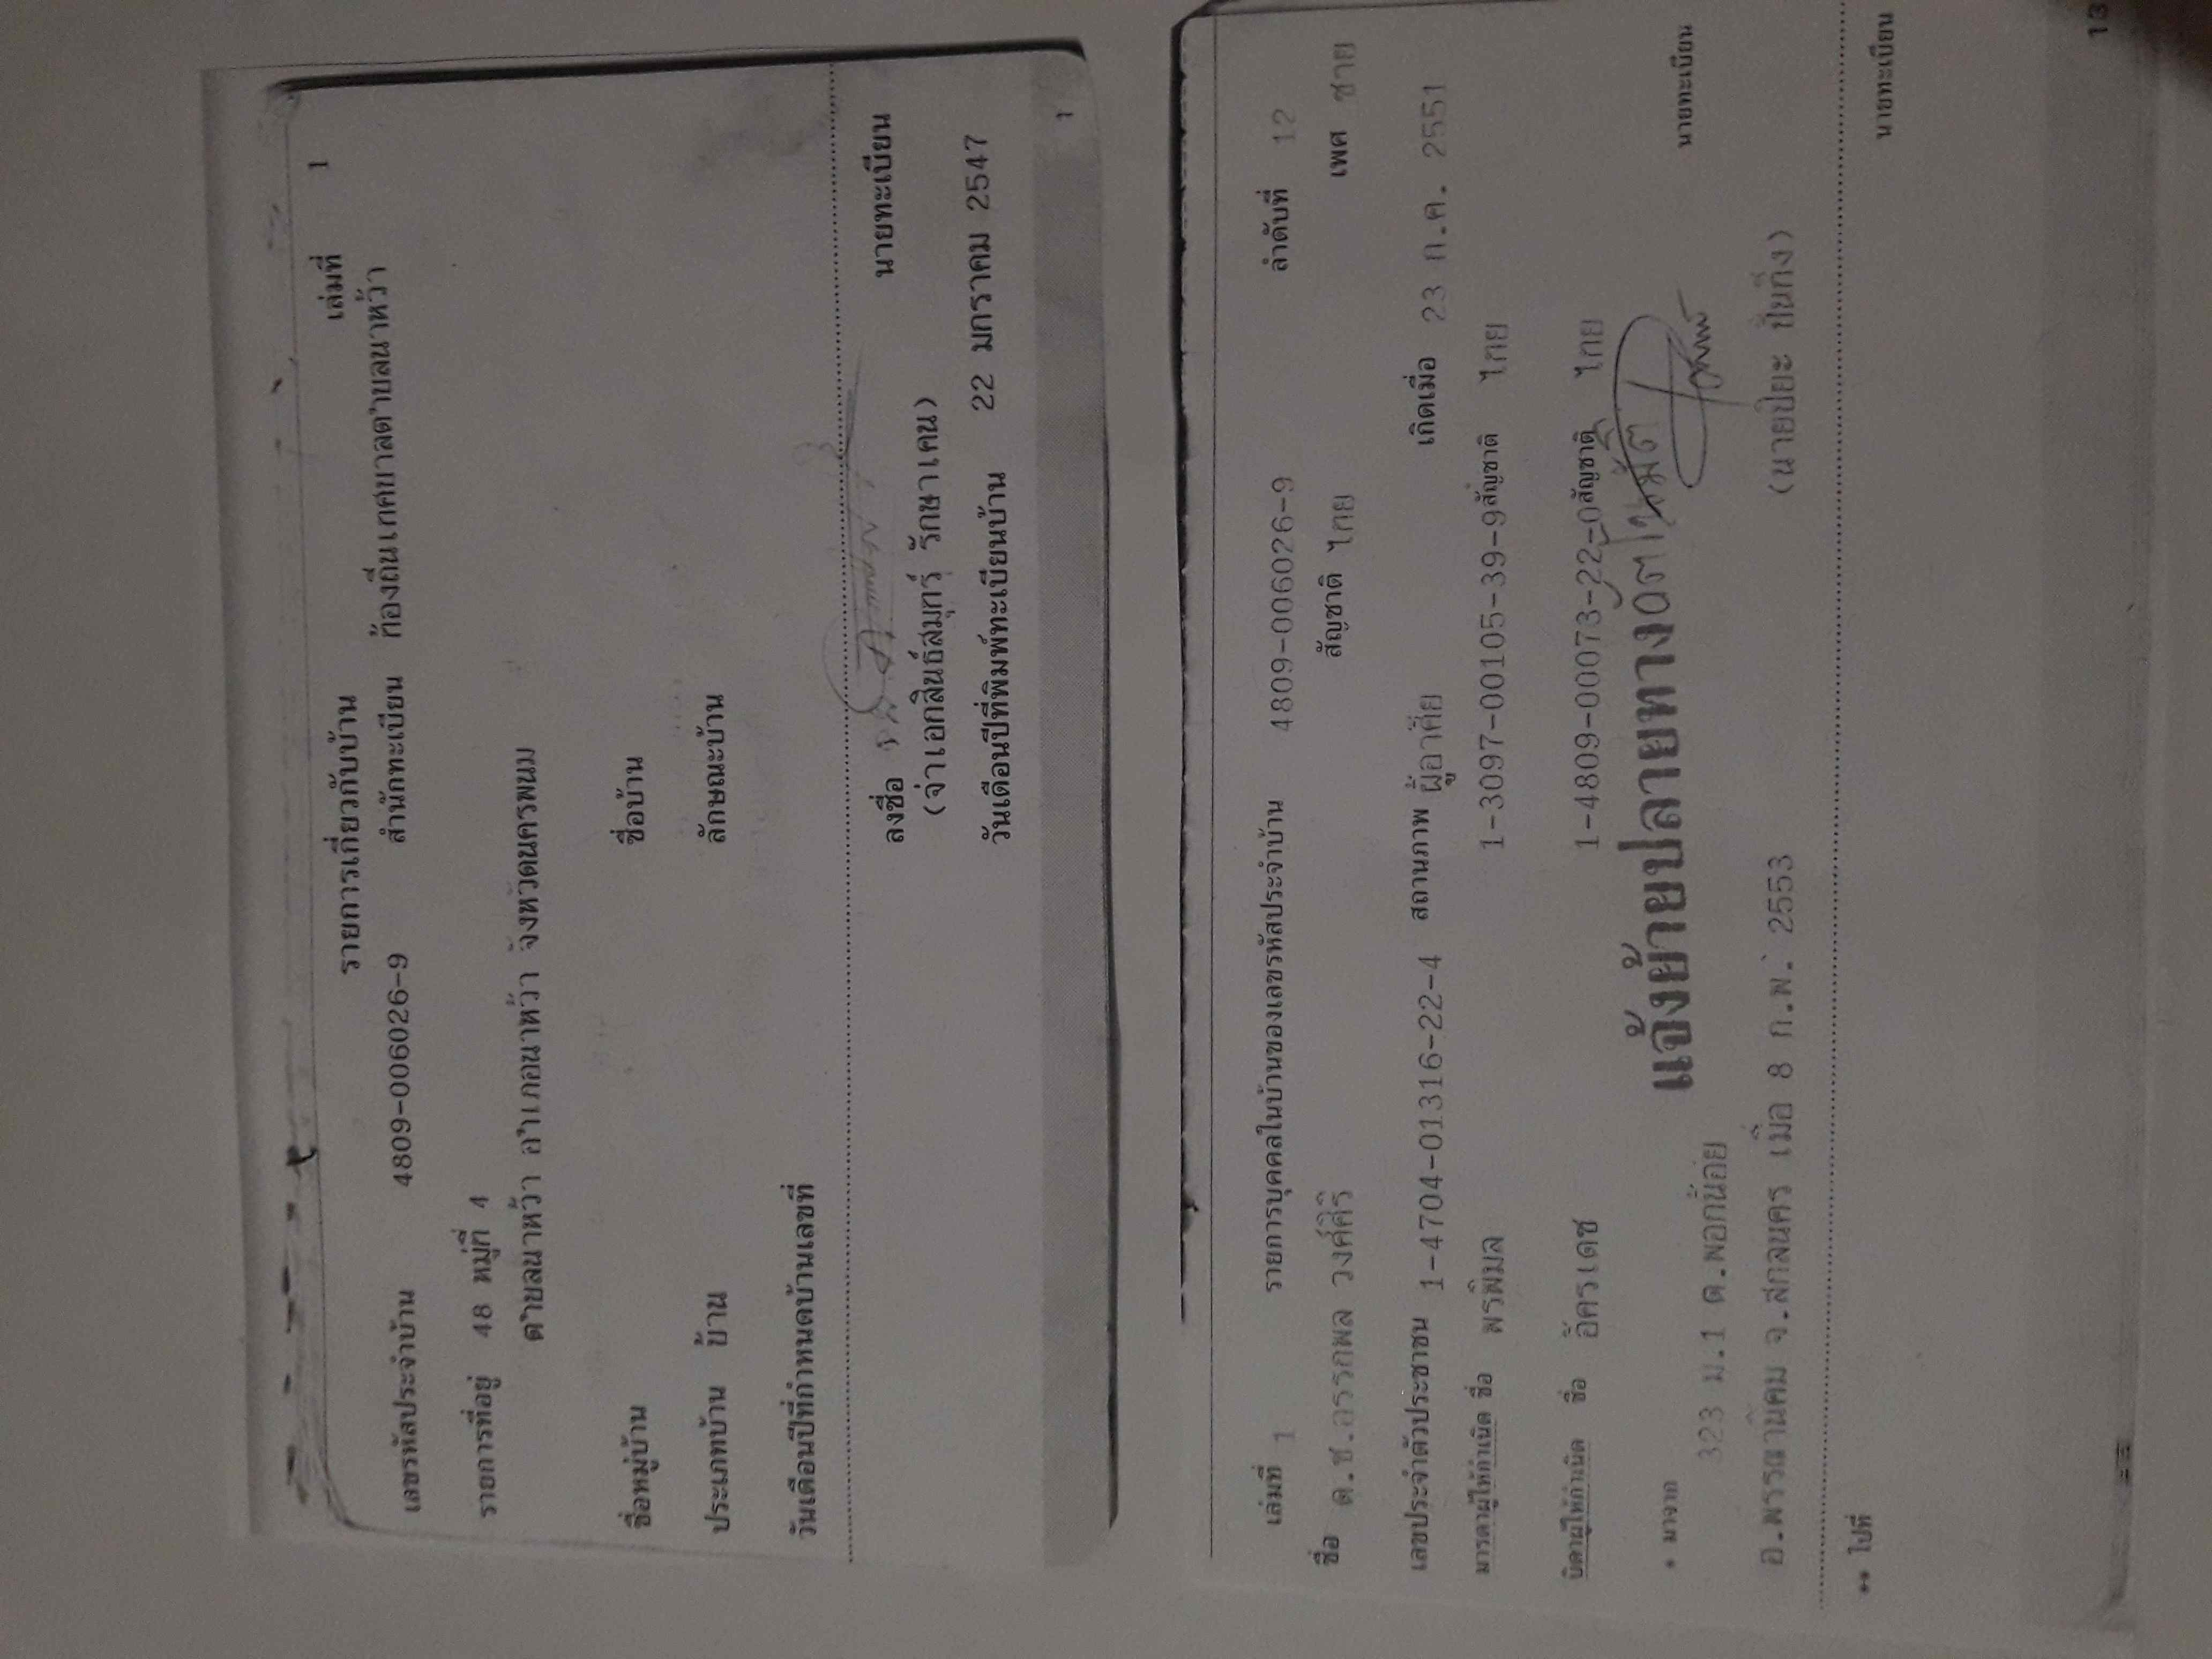 เล่มที่ 1
รายการเกี่ยวกับบ้าน
เลขรหัสประจำบ้าน 4809-006026-9 สำนักทะเบียน ท้องถิ่นเทศบาลตำบลนาหว้า
รายการที่อยู่ 48 หมู่ที่ 4
ตำบลนาหว้า อำเภอนาหว้า จังหวัดนครพนม
ชื่อหมู่บ้าน ชื่อบ้าน
ประเภทบ้าน บ้าน ลักษณะบ้าน
วันเดือนปีที่กำหนดบ้านเลขที่
ลงชื่อ นายทะเบียน
(จ่าเอกสินธ์สมุทร์ รักษาเคน)
วันเดือนปีที่พิมพ์ทะเบียนบ้าน 22 มกราคม 2547
1
เล่มที่ 1 รายการบุคคลในบ้านของเลขรหัสประจำบ้าน 4809-006026-9 ลำดับที่ 12
ชื่อ ด.ช.อรรถพล วงศ์ศิริ สัญชาติ ไทย เพศ ชาย
เลขประจำตัวประชาชน 1-4704-01316-22-4 สถานภาพ ผู้อาศัย เกิดเมื่อ 23 ก.ค. 2551
มารดาผู้ให้กำเนิด ชื่อ พรพิมล 1-3097-00105-39-9 สัญชาติ ไทย
บิดาผู้ให้กำเนิด ชื่อ อัครเดช 1-4809-00073-22-0 สัญชาติ ไทย
แจ้งย้ายปลายทางอัตโนมัติ
* มาจาก นายทะเบียน
323 ม.1 ต.พอกน้อย
อ.พรรณานิคม จ.สกลนคร เมื่อ 8 ก.พ. 2553 (นายปิยะ ปิ่นกิ่ง)
** ไปที่ นายทะเบียน
13